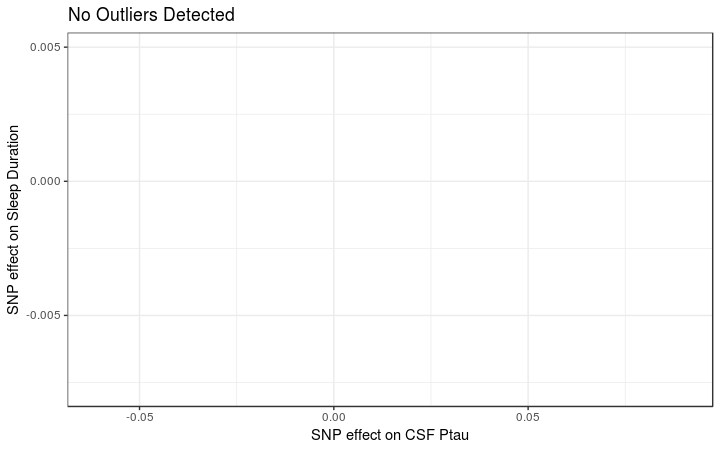 No Outliers Detected
0.005
0.000
-0.005
SNP effect on Sleep Duration
-0.05
0.00
0.05
SNP effect on CSF Ptau